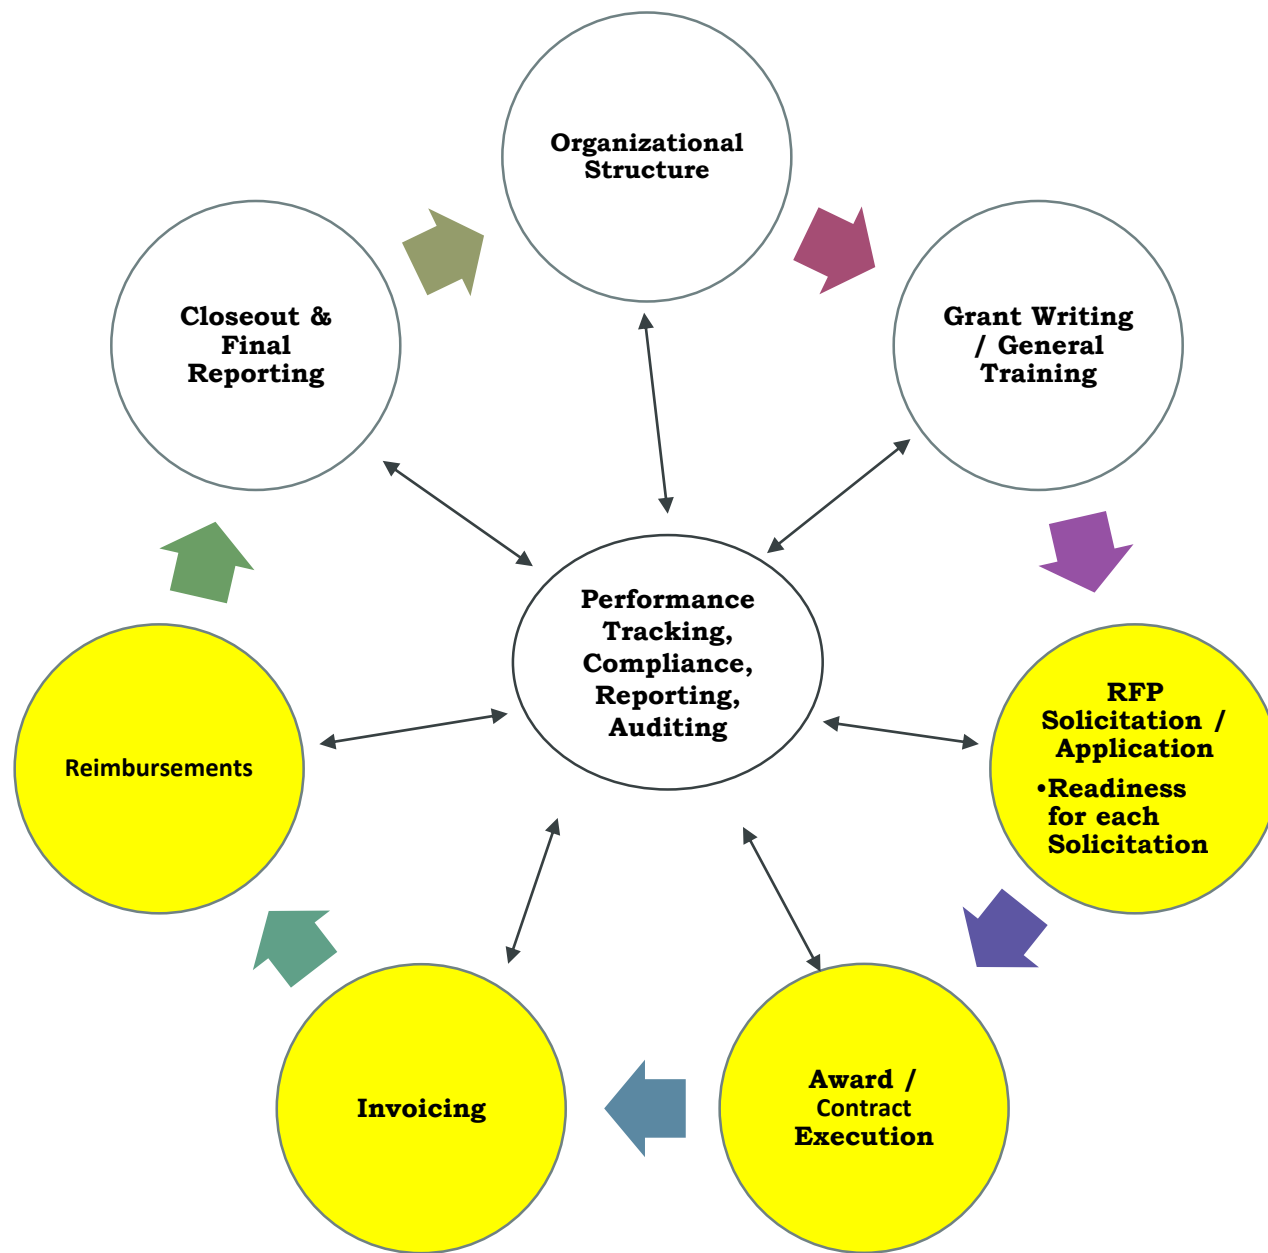 Organizational
Structure
Grant Writing
/ General
Training
RFP
Solicitation /
Application
•Readiness
for each
Solicitation
Award /
Contract
Execution
Invoicing
Reimbursements
Closeout &
Final
Reporting
Performance
Tracking,
Compliance,
Reporting,
Auditing